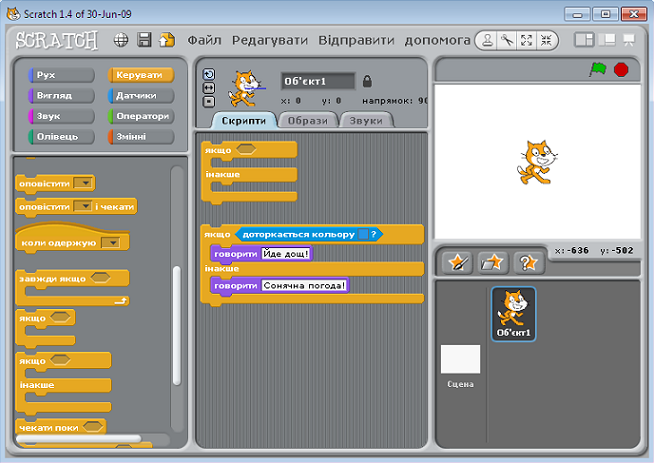 Scratch 1.4 of 30-Jun-09
SCRATCH
Файл Редагувати Відправити допомога
Рух
Керувати
Вигляд
Датчики
Звук
Оператори
Олівець
Змінні
оповістити
оповістити і чекати
коли одержую
завжди якщо
якщо
якщо
інакше
чекати поки
Об'єкт1
x: 0 y: 0 напрямок: 90
Скрипти
Образи
Звуки
якщо
інакше
якщо доторкається кольору ?
говорити Йде дощ!
інакше
говорити Сонячна погода!
x:-636 y:-502
Об'єкт1
Сцена